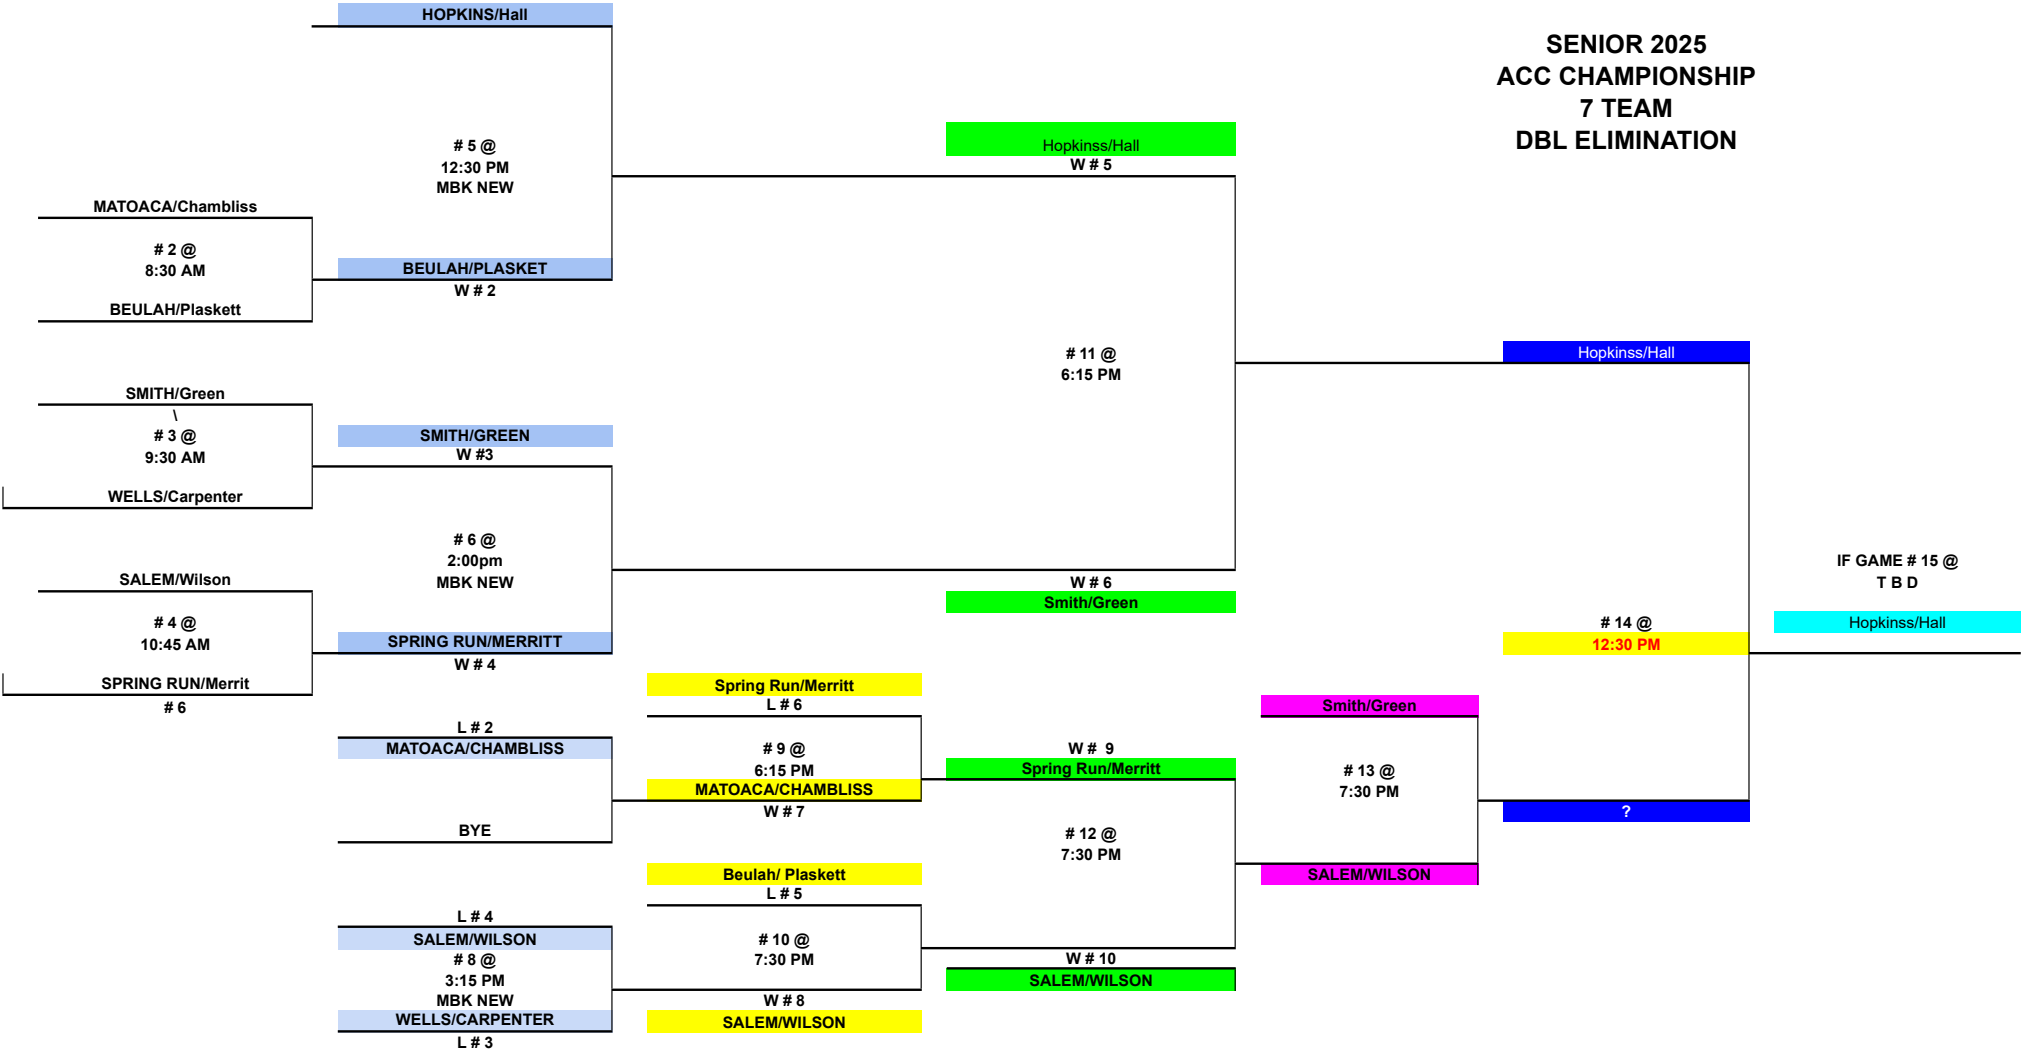 HOPKINS/Hall
SENIOR 2025
ACC CHAMPIONSHIP
7 TEAM
DBL ELIMINATION
# 5 @
12:30 PM
MBK NEW
Hopkinss/Hall
W # 5
MATOACA/Chambliss
# 2 @
8:30 AM
BEULAH/PLASKET
W # 2
BEULAH/Plaskett
# 11 @
6:15 PM
Hopkinss/Hall
SMITH/Green
\
# 3 @
9:30 AM
SMITH/GREEN
W #3
WELLS/Carpenter
# 6 @
2:00pm
MBK NEW
W # 6
Smith/Green
SALEM/Wilson
# 4 @
10:45 AM
SPRING RUN/MERRITT
W # 4
SPRING RUN/Merrit
# 6
IF GAME # 15 @
T B D
Hopkinss/Hall
# 14 @
12:30 PM
Spring Run/Merritt
L # 6
Smith/Green
L # 2
MATOACA/CHAMBLISS
# 9 @
6:15 PM
MATOACA/CHAMBLISS
W # 7
W #  9
Spring Run/Merritt
# 13 @
7:30 PM
?
BYE
# 12 @
7:30 PM
Beulah/ Plaskett
L # 5
SALEM/WILSON
L # 4
SALEM/WILSON
# 8 @
3:15 PM
MBK NEW
WELLS/CARPENTER
L # 3
# 10 @
7:30 PM
W # 8
SALEM/WILSON
W # 10
SALEM/WILSON